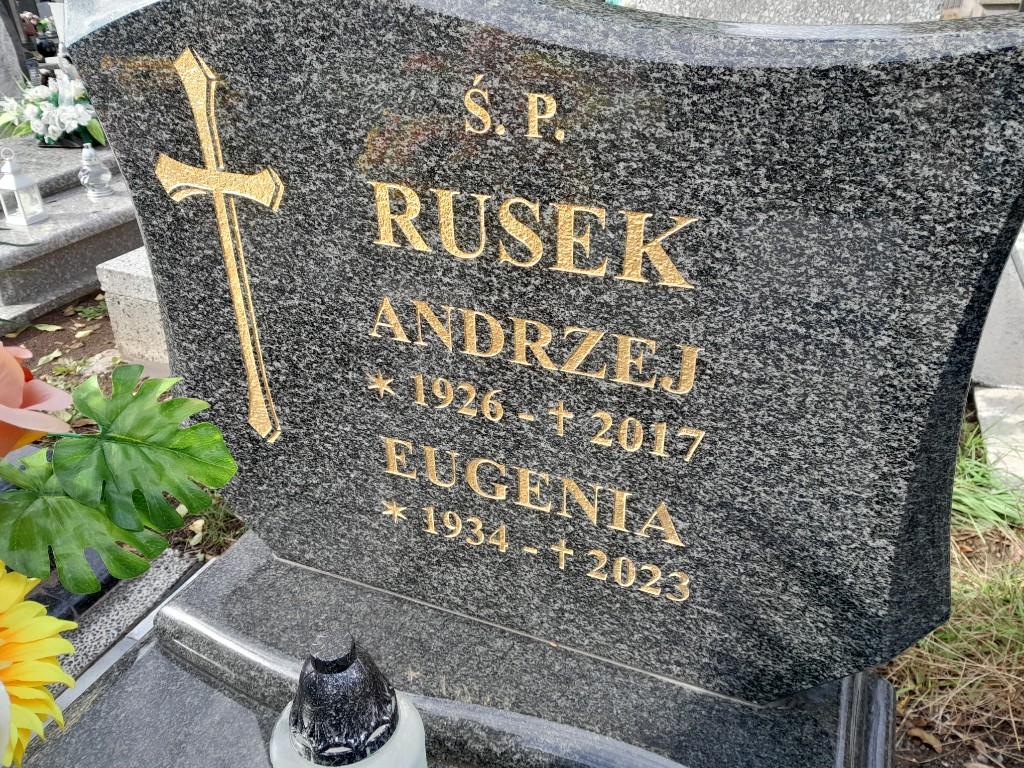 Ś. P.
RUSEK
ANDRZEJ
* 1926 - † 2017
EUGENIA
* 1934 - † 2023